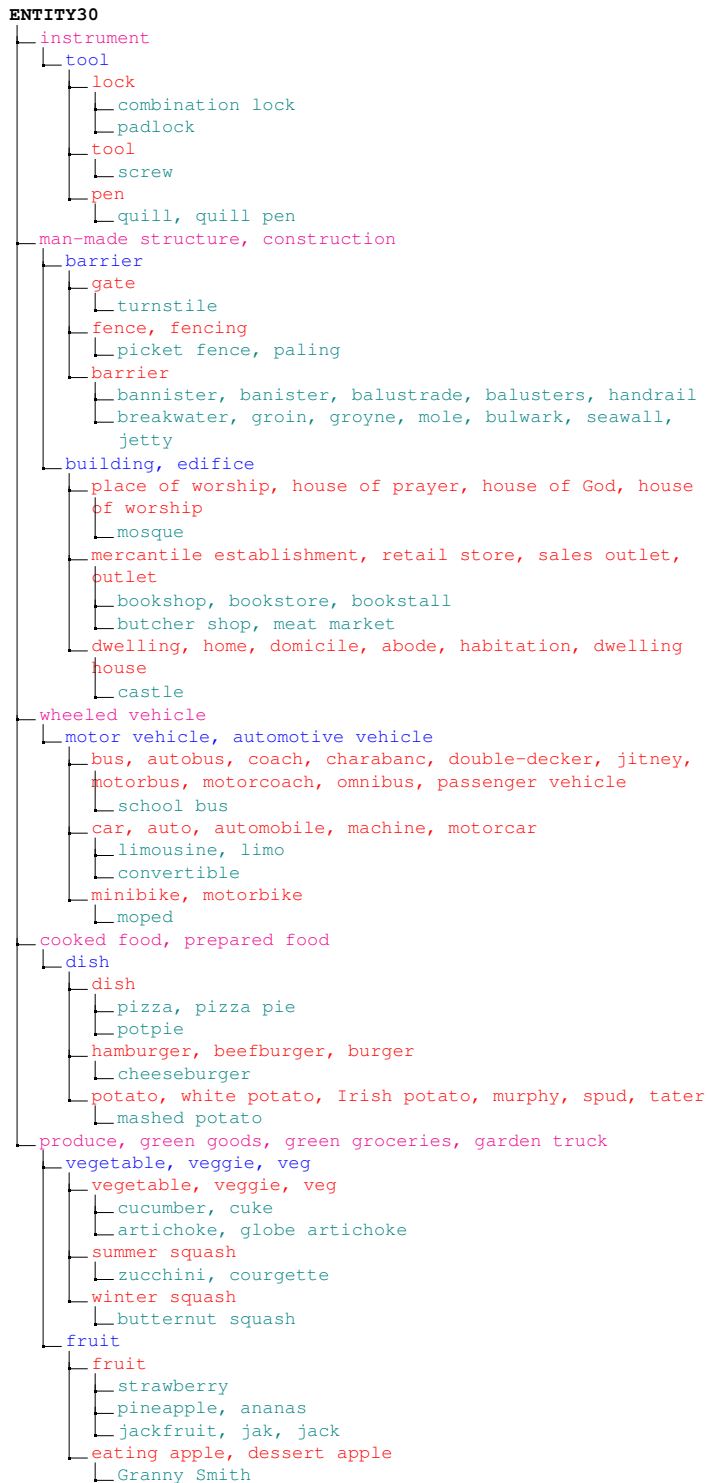 ENTITY30
instrument
tool
lock
combination lock
padlock
tool
screw
pen
quill, quill pen
man-made structure, construction
barrier
gate
turnstile
fence, fencing
picket fence, paling
barrier
bannister, banister, balustrade, balusters, handrail
breakwater, groin, groyne, mole, bulwark, seawall,
jetty
building, edifice
place of worship, house of prayer, house of God, house
of worship
mosque
mercantile establishment, retail store, sales outlet,
outlet
bookshop, bookstore, bookstall
butcher shop, meat market
dwelling, home, domicile, abode, habitation, dwelling
house
castle
wheeled vehicle
motor vehicle, automotive vehicle
bus, autobus, coach, charabanc, double-decker, jitney,
motorbus, motorcoach, omnibus, passenger vehicle
school bus
car, auto, automobile, machine, motorcar
limousine, limo
convertible
minibike, motorbike
moped
cooked food, prepared food
dish
dish
pizza, pizza pie
potpie
hamburger, beefburger, burger
cheeseburger
potato, white potato, Irish potato, murphy, spud, tater
mashed potato
produce, green goods, green groceries, garden truck
vegetable, veggie, veg
vegetable, veggie, veg
cucumber, cuke
artichoke, globe artichoke
summer squash
zucchini, courgette
winter squash
butternut squash
fruit
fruit
strawberry
pineapple, ananas
jackfruit, jak, jack
eating apple, dessert apple
Granny Smith